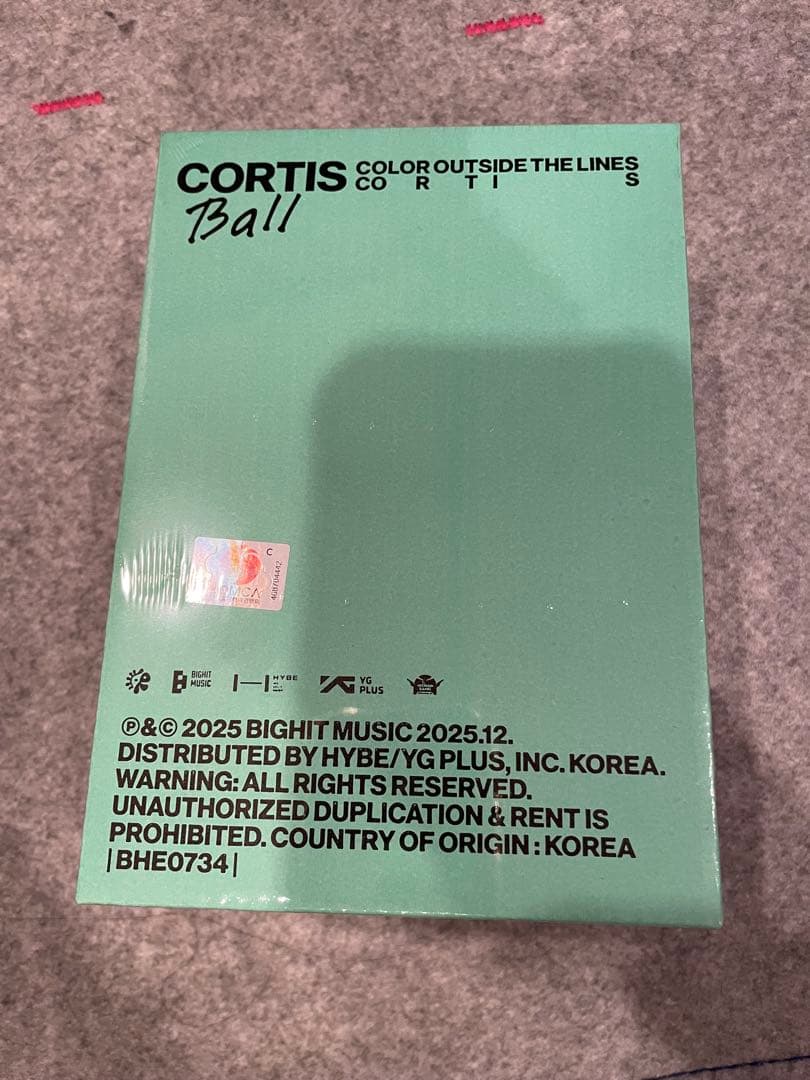 CORTIS COLOR OUTSIDE THE LINES
CO R T I S
Ball
C
KOMCA
408704442
BIGHIT MUSIC
HYBE
YG PLUS
℗&© 2025 BIGHIT MUSIC 2025.12.
DISTRIBUTED BY HYBE/YG PLUS, INC. KOREA.
WARNING: ALL RIGHTS RESERVED.
UNAUTHORIZED DUPLICATION & RENT IS
PROHIBITED. COUNTRY OF ORIGIN : KOREA
|BHE0734|